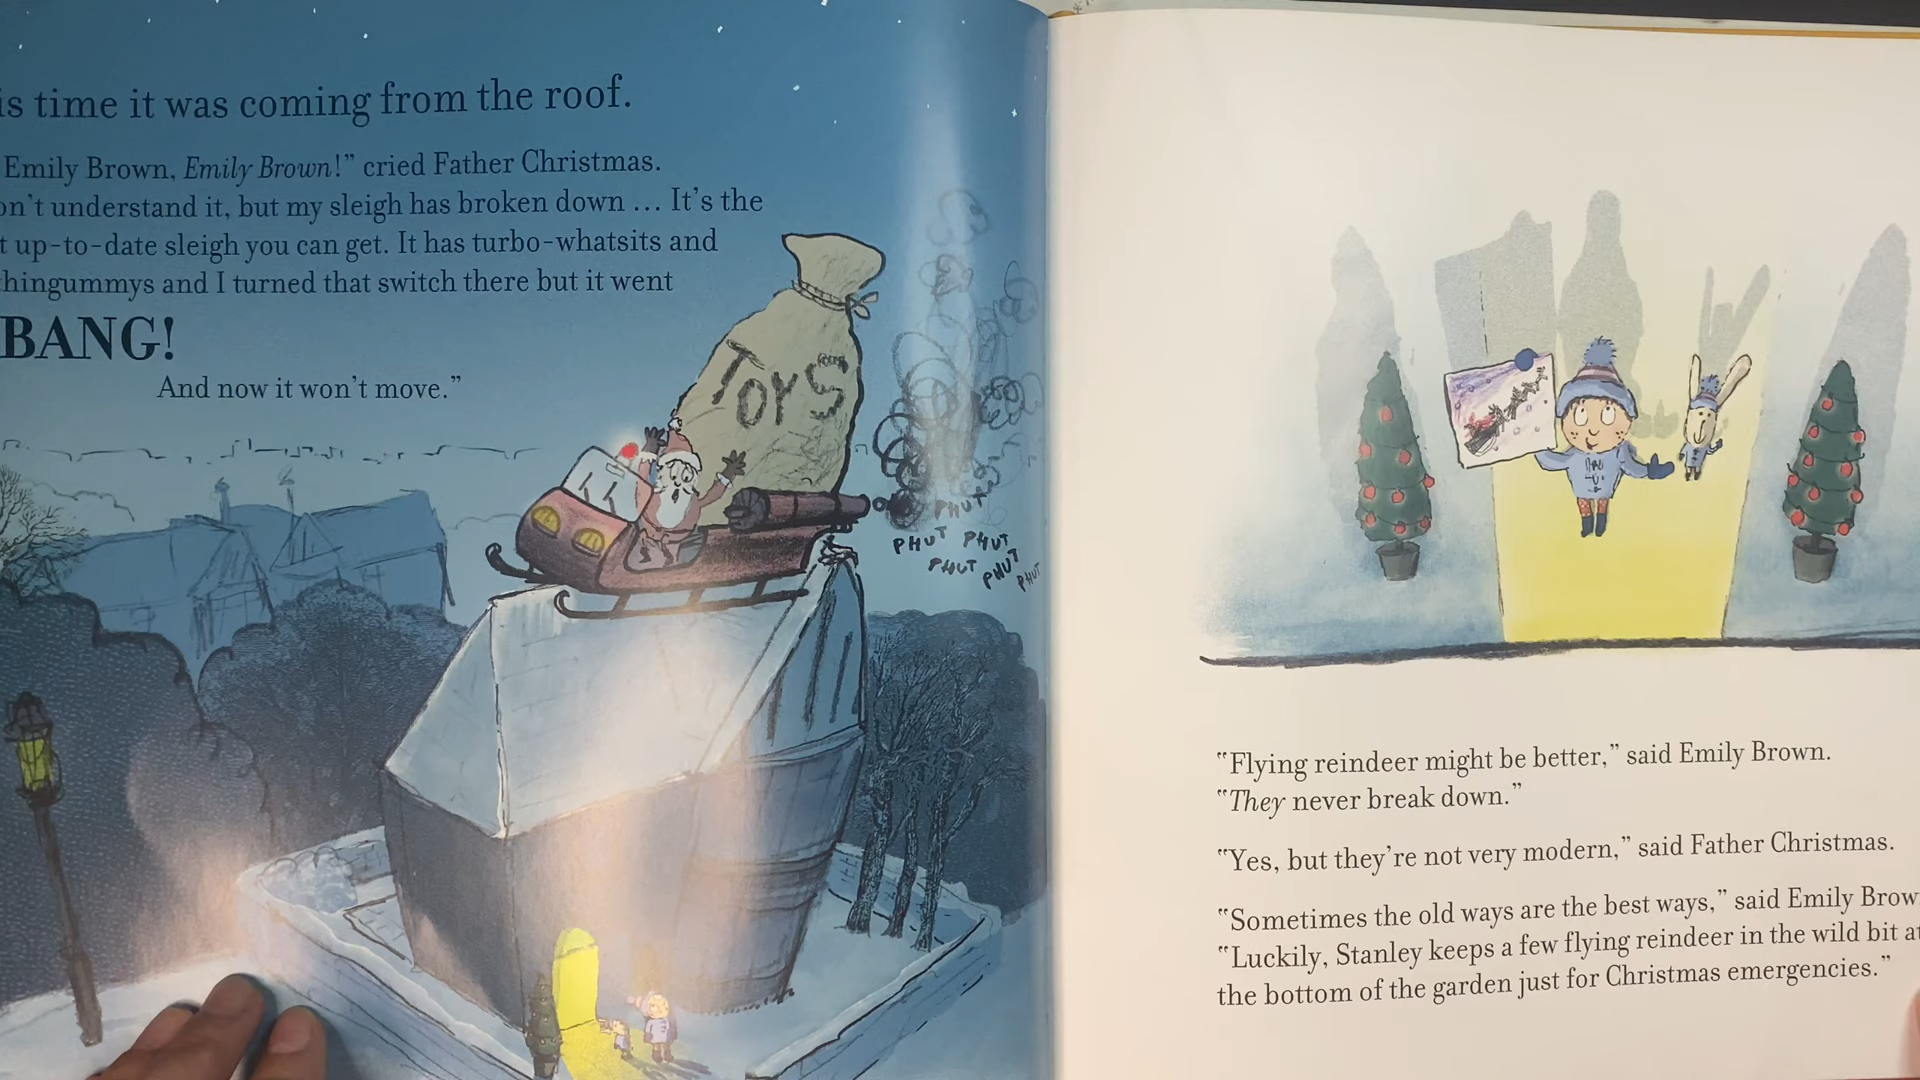 is time it was coming from the roof.
Emily Brown, Emily Brown!” cried Father Christmas.
on't understand it, but my sleigh has broken down ... It's the
t up-to-date sleigh you can get. It has turbo-whatsits and
hingummys and I turned that switch there but it went
BANG!
And now it won't move.”
TOYS
PHUT
PHUT PHUT
PHUT PHUT PHUT
“Flying reindeer might be better,” said Emily Brown.
“They never break down.”
“Yes, but they're not very modern,” said Father Christmas.
“Sometimes the old ways are the best ways,” said Emily Brow
“Luckily, Stanley keeps a few flying reindeer in the wild bit at
the bottom of the garden just for Christmas emergencies.”